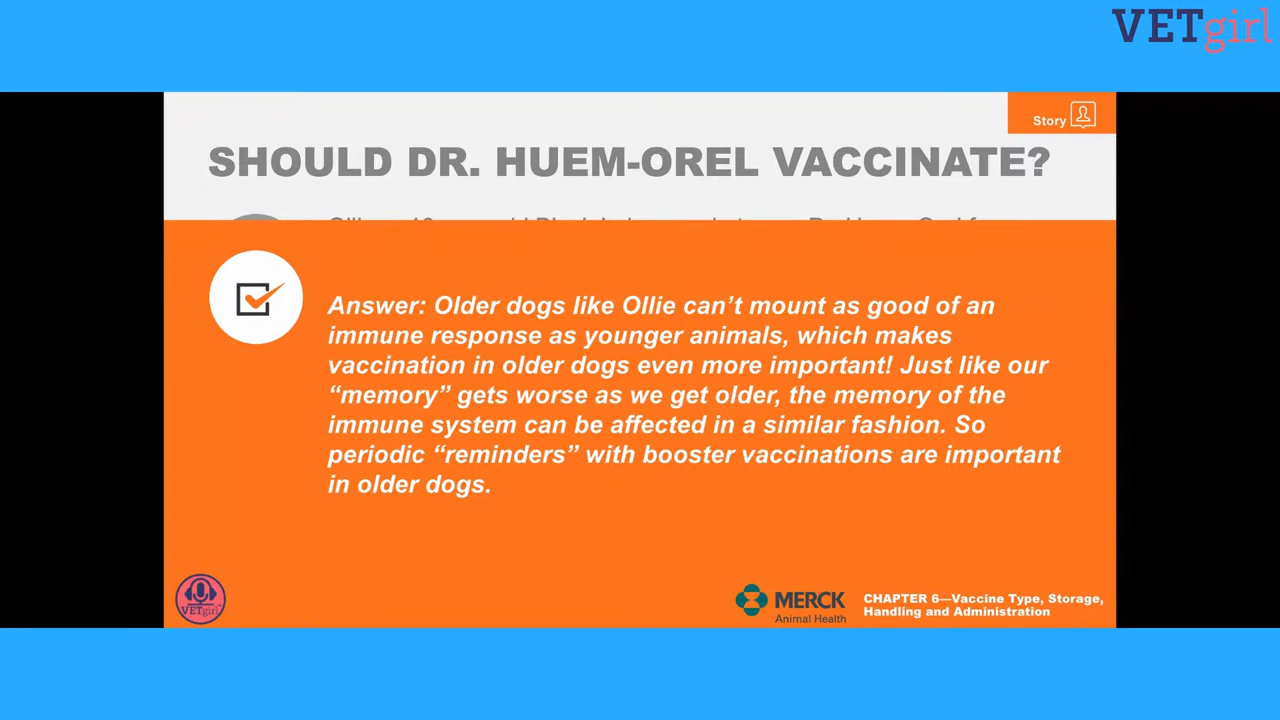 VETgirl
Story
SHOULD DR. HUEM-OREL VACCINATE?
Answer: Older dogs like Ollie can’t mount as good of an
immune response as younger animals, which makes
vaccination in older dogs even more important! Just like our
“memory” gets worse as we get older, the memory of the
immune system can be affected in a similar fashion. So
periodic “reminders” with booster vaccinations are important
in older dogs.
VETgirl
MERCK
Animal Health
CHAPTER 6—Vaccine Type, Storage,
Handling and Administration